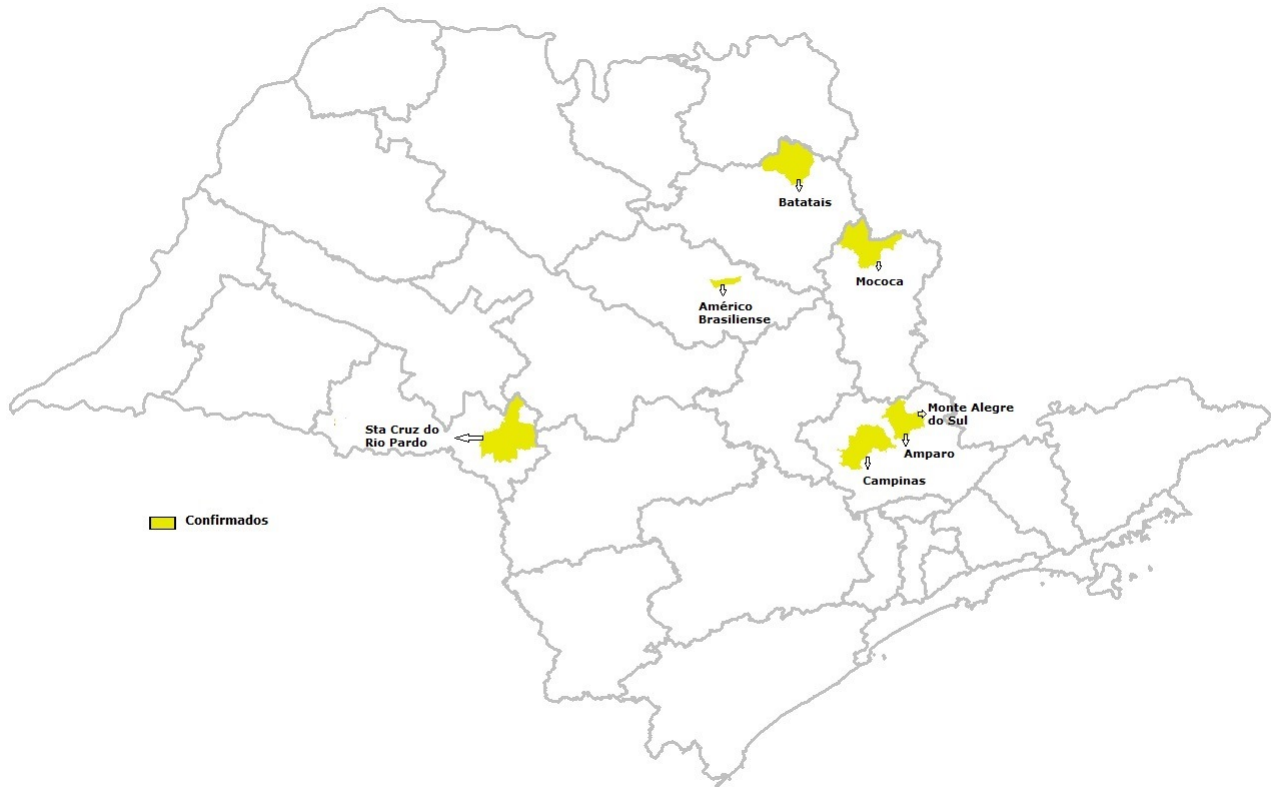 Batatais
Mococa
Américo
Brasiliense
Monte Alegre
do Sul
Sta Cruz do
Rio Pardo
Amparo
Campinas
Confirmados